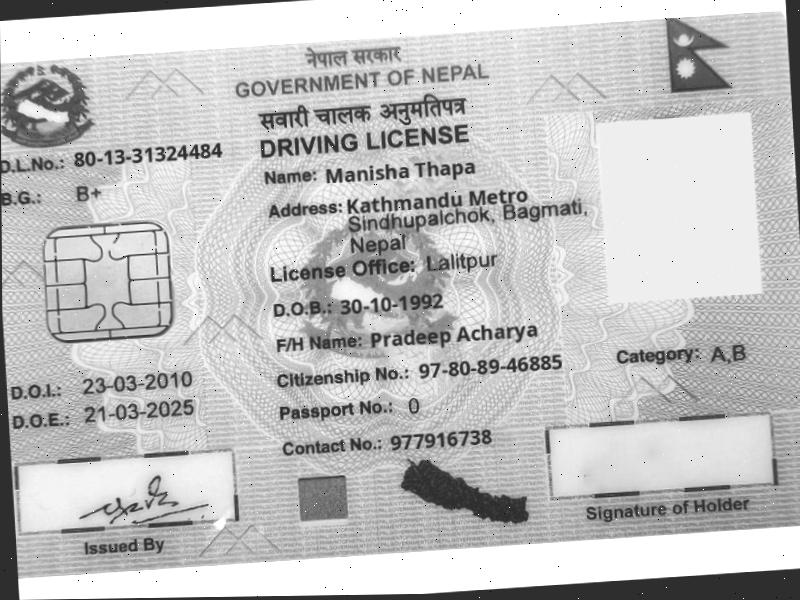 नेपाल सरकार
GOVERNMENT OF NEPAL
सवारी चालक अनुमतिपत्र
DRIVING LICENSE
D.L.No.: 80-13-31324484
B.G.: B+
Name: Manisha Thapa
Address: Kathmandu Metro
Sindhupalchok, Bagmati,
Nepal
License Office: Lalitpur
D.O.B.: 30-10-1992
F/H Name: Pradeep Acharya
Citizenship No.: 97-80-89-46885
Category: A,B
D.O.I.: 23-03-2010
Passport No.: 0
D.O.E.: 21-03-2025
Contact No.: 977916738
Issued By
Signature of Holder